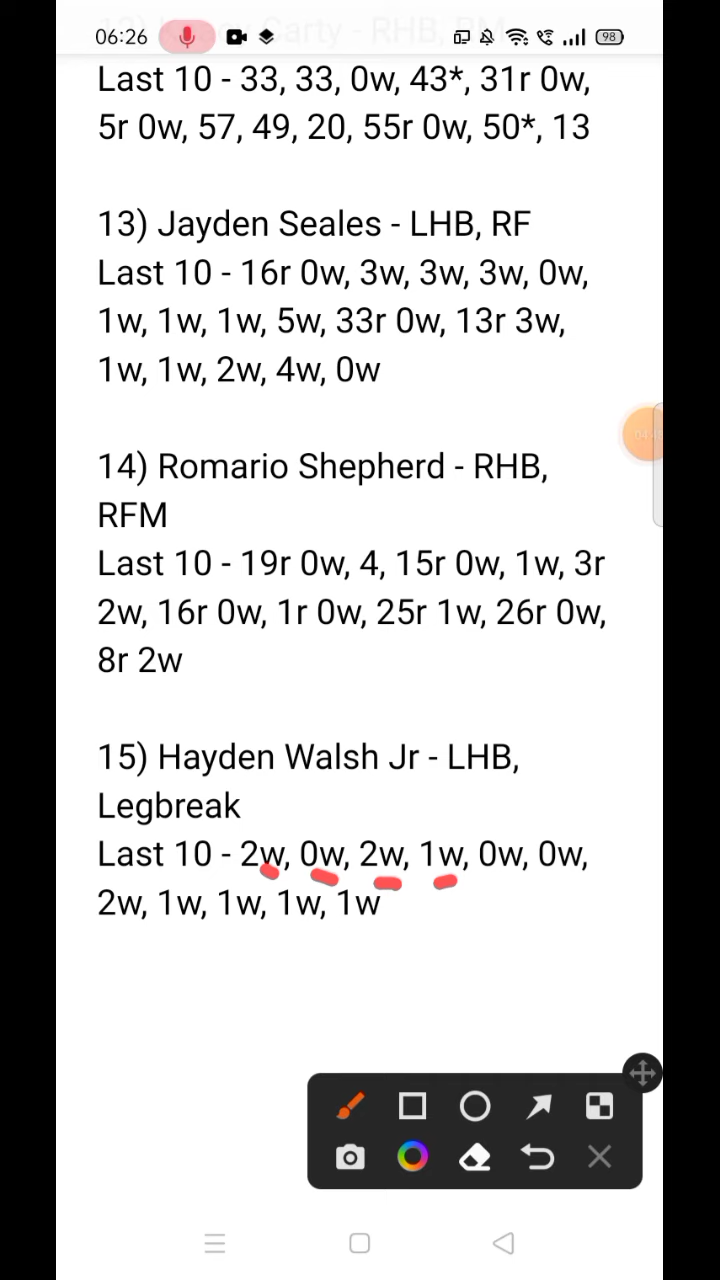 06:26
98
Carty - RHB,
Last 10 - 33, 33, 0w, 43*, 31r 0w,
5r 0w, 57, 49, 20, 55r 0w, 50*, 13
13) Jayden Seales - LHB, RF
Last 10 - 16r 0w, 3w, 3w, 3w, 0w,
1w, 1w, 1w, 5w, 33r 0w, 13r 3w,
1w, 1w, 2w, 4w, 0w
14) Romario Shepherd - RHB,
RFM
Last 10 - 19r 0w, 4, 15r 0w, 1w, 3r
2w, 16r 0w, 1r 0w, 25r 1w, 26r 0w,
8r 2w
15) Hayden Walsh Jr - LHB,
Legbreak
Last 10 - 2w, 0w, 2w, 1w, 0w, 0w,
2w, 1w, 1w, 1w, 1w